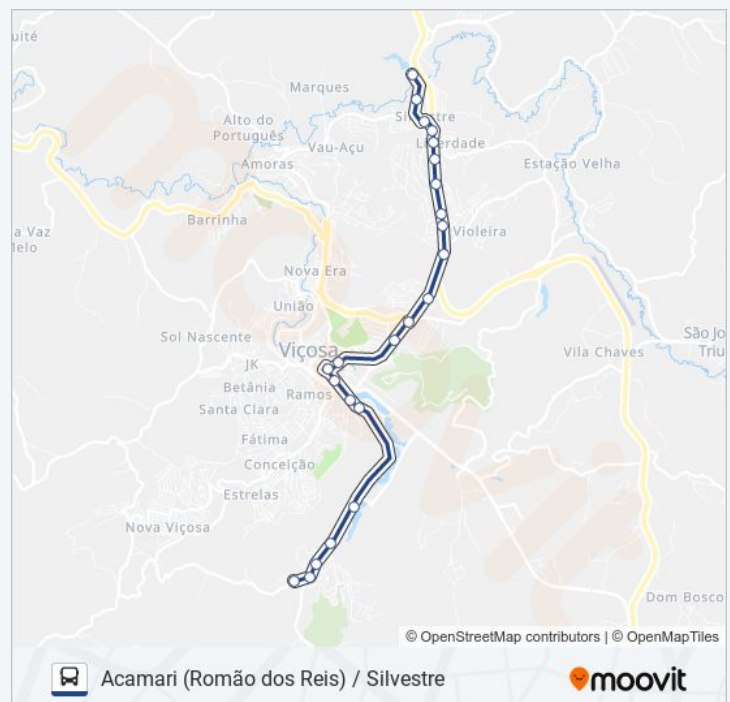 uité
Marques
Alto do
Português
Silvestre
Vau-Açu
Liberdade
Amoras
Estação Velha
Barrinha
a Vaz
Melo
Violeira
Nova Era
União
Sol Nascente
Viçosa
São Jo
Triu
JK
Vila Chaves
Betânia
Ramos
Santa Clara
Fátima
Conceição
Estrelas
Nova Viçosa
Dom Bosco
© OpenStreetMap contributors | © OpenMapTiles
Acamari (Romão dos Reis) / Silvestre
moovit